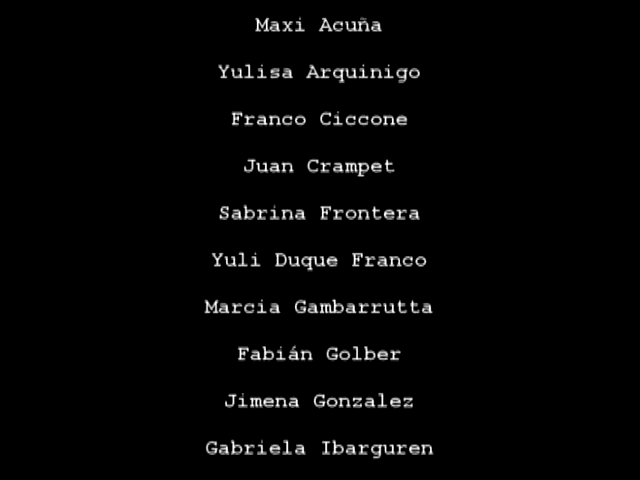 Maxi Acuña
Yulisa Arquinigo
Franco Ciccone
Juan Crampet
Sabrina Frontera
Yuli Duque Franco
Marcia Gambarrutta
Fabián Golber
Jimena Gonzalez
Gabriela Ibarguren